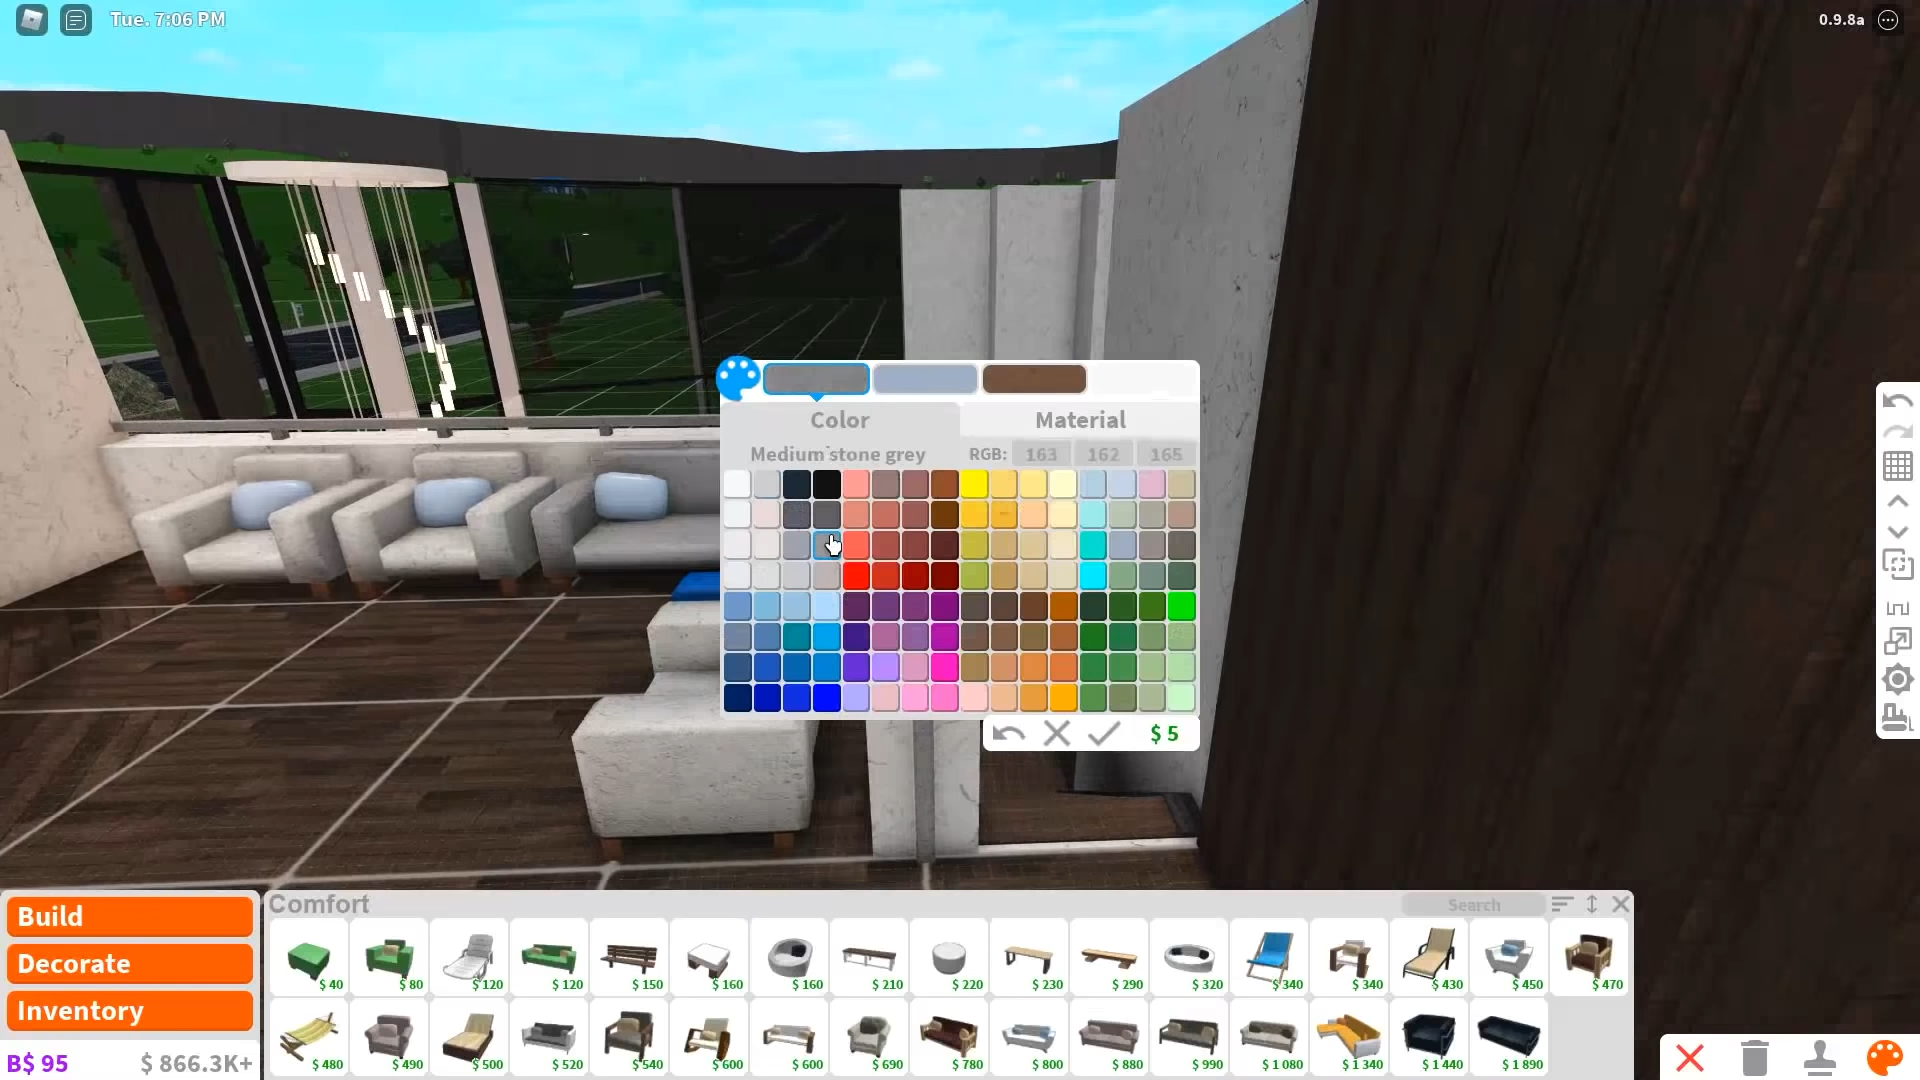 Tue. 7:06 PM
0.9.8a
Color
Material
Medium stone grey
RGB: 163 162 165
$ 5
Build
Decorate
Inventory
B$ 95
$ 866.3K+
Comfort
Search
$ 40
$ 80
$ 120
$ 120
$ 150
$ 160
$ 160
$ 210
$ 220
$ 230
$ 290
$ 320
$ 340
$ 340
$ 430
$ 450
$ 470
$ 480
$ 490
$ 500
$ 520
$ 540
$ 600
$ 600
$ 690
$ 780
$ 800
$ 880
$ 990
$ 1 080
$ 1 340
$ 1 440
$ 1 890